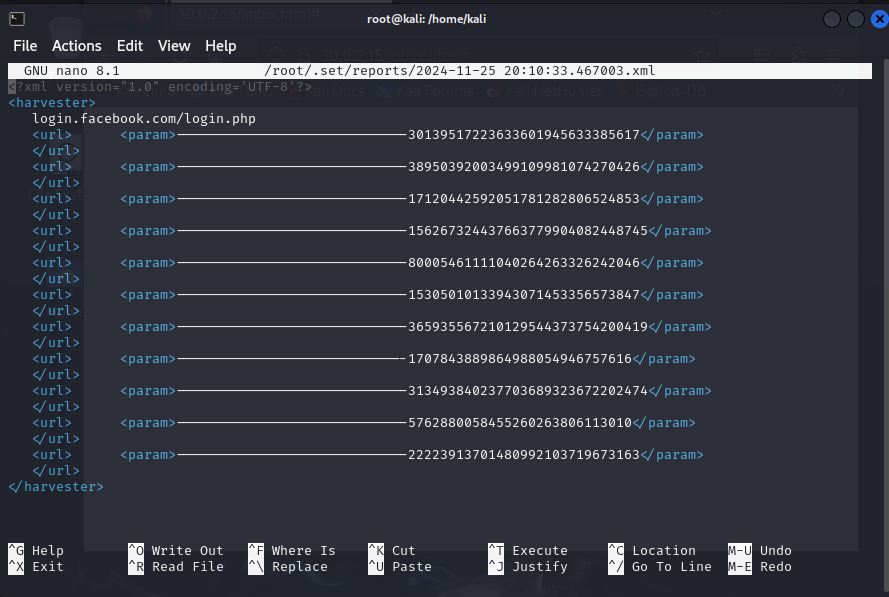 root@kali: /home/kali
File Actions Edit View Help
GNU nano 8.1 /root/.set/reports/2024-11-25 20:10:33.467003.xml
<?xml version="1.0" encoding='UTF-8'?>
<harvester>
login.facebook.com/login.php
<url> <param>-----------------------------30139517223633601945633385617</param>
</url>
<url> <param>-----------------------------38950392003499109981074270426</param>
</url>
<url> <param>-----------------------------17120442592051781282806524853</param>
</url>
<url> <param>-----------------------------156267324437663779904082448745</param>
</url>
<url> <param>-----------------------------80005461111040264263326242046</param>
</url>
<url> <param>-----------------------------15305010133943071453356573847</param>
</url>
<url> <param>-----------------------------365935567210129544373754200419</param>
</url>
<url> <param>-----------------------------1707843889864988054946757616</param>
</url>
<url> <param>-----------------------------313493840237703689323672202474</param>
</url>
<url> <param>-----------------------------5762880058455260263806113010</param>
</url>
<url> <param>-----------------------------22223913701480992103719673163</param>
</url>
</harvester>
^G Help ^O Write Out ^F Where Is ^K Cut ^T Execute ^C Location M-U Undo
^X Exit ^R Read File ^\ Replace ^U Paste ^J Justify ^/ Go To Line M-E Redo